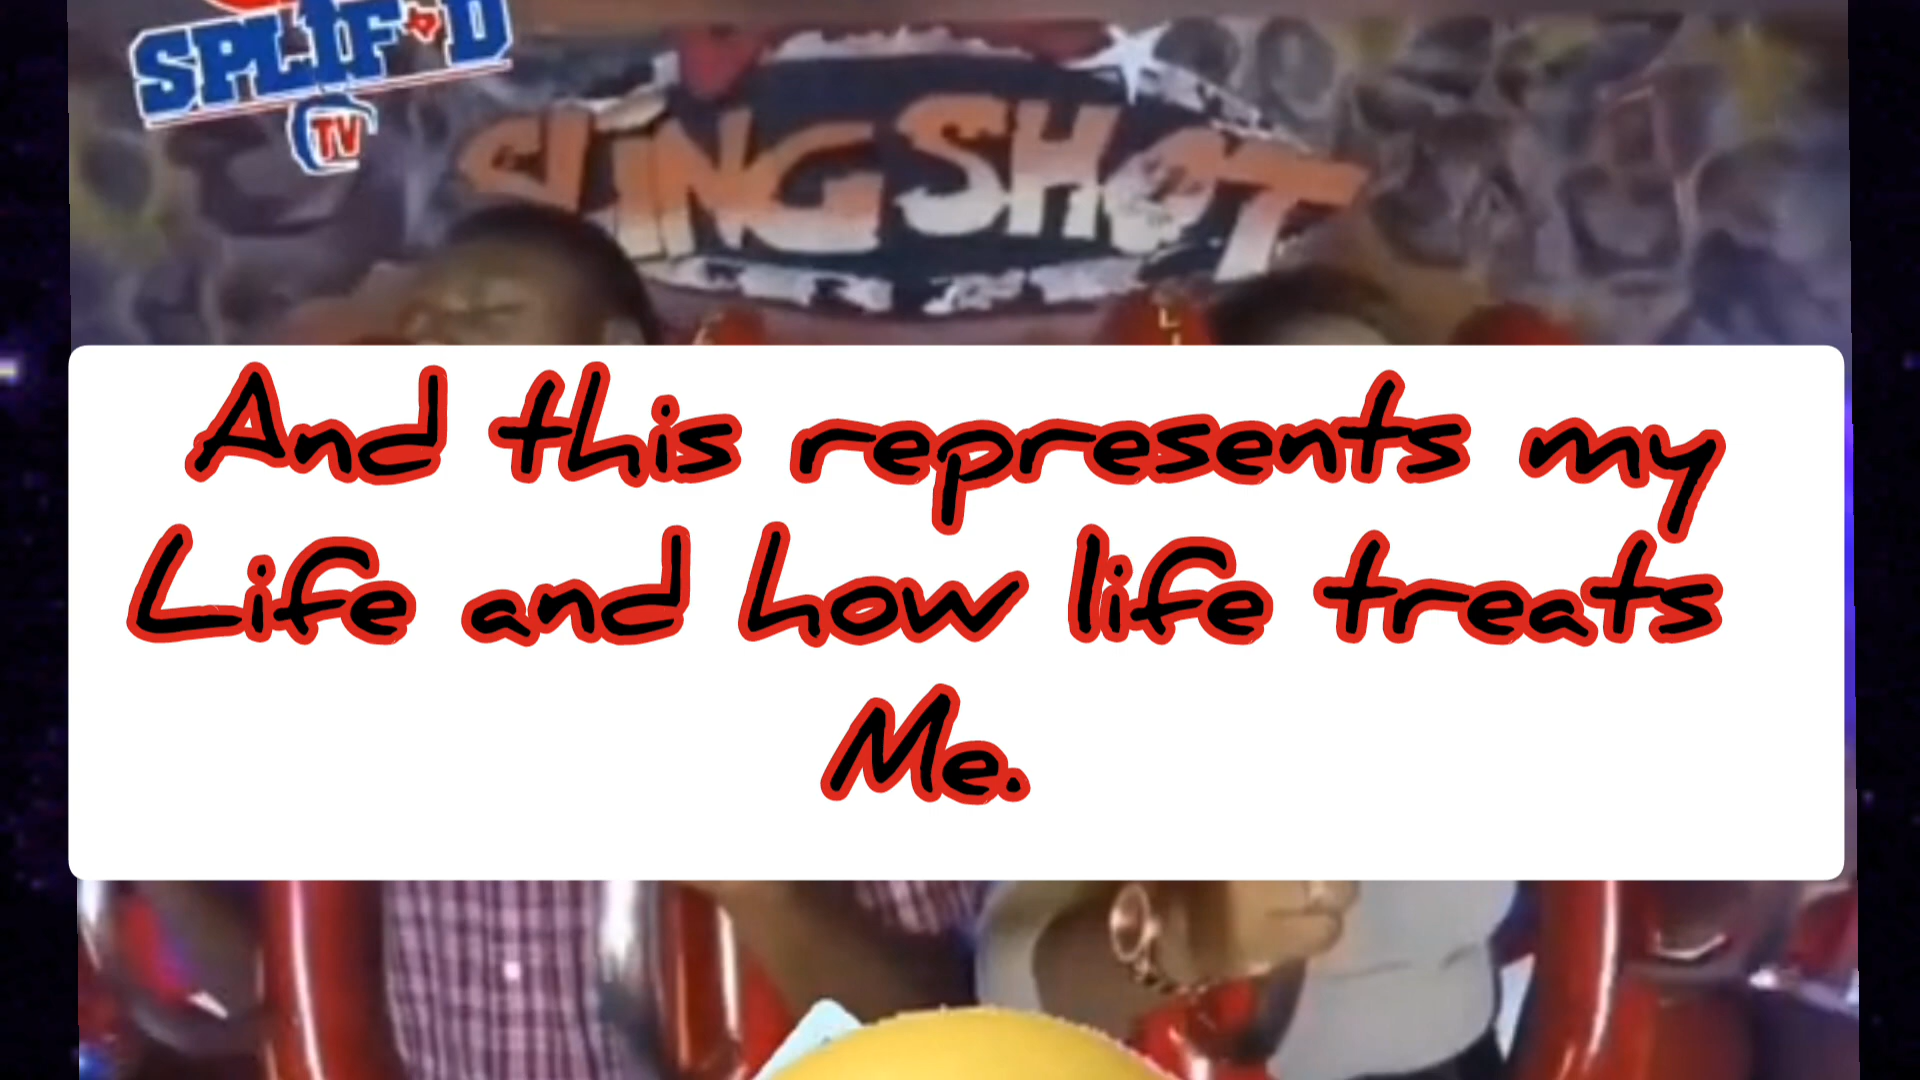 SPLIF D
TV
SLINGSHOT
And this represents my
Life and how life treats
Me.